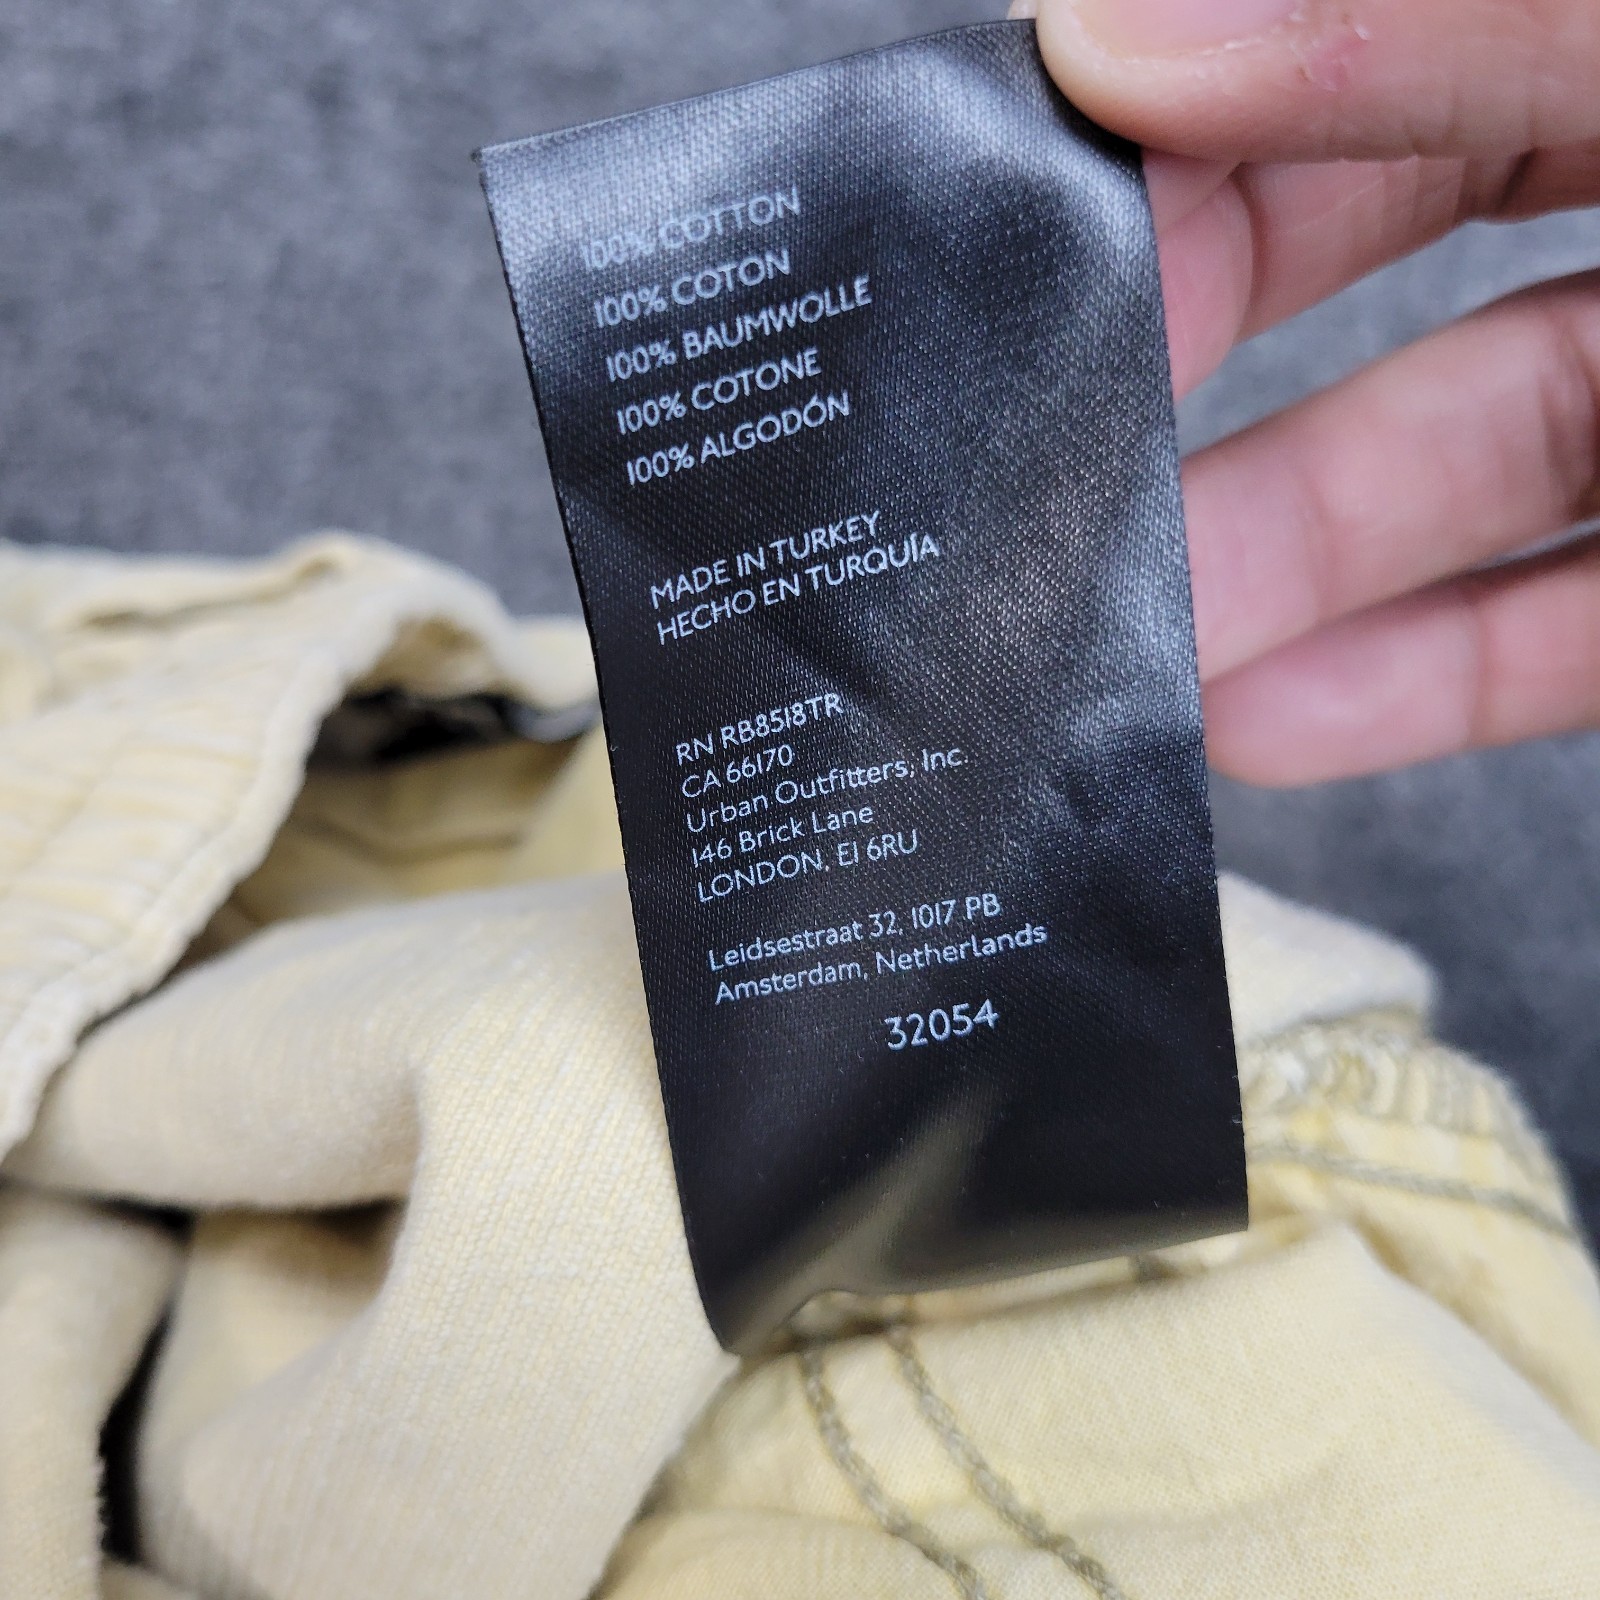 100% COTTON
100% COTON
100% BAUMWOLLE
100% COTONE
100% ALGODÓN
MADE IN TURKEY
HECHO EN TURQUÍA
RN RB8518TR
CA 66170
Urban Outfitters, Inc.
146 Brick Lane
LONDON, E1 6RU
Leidsestraat 32, 1017 PB
Amsterdam, Netherlands
32054